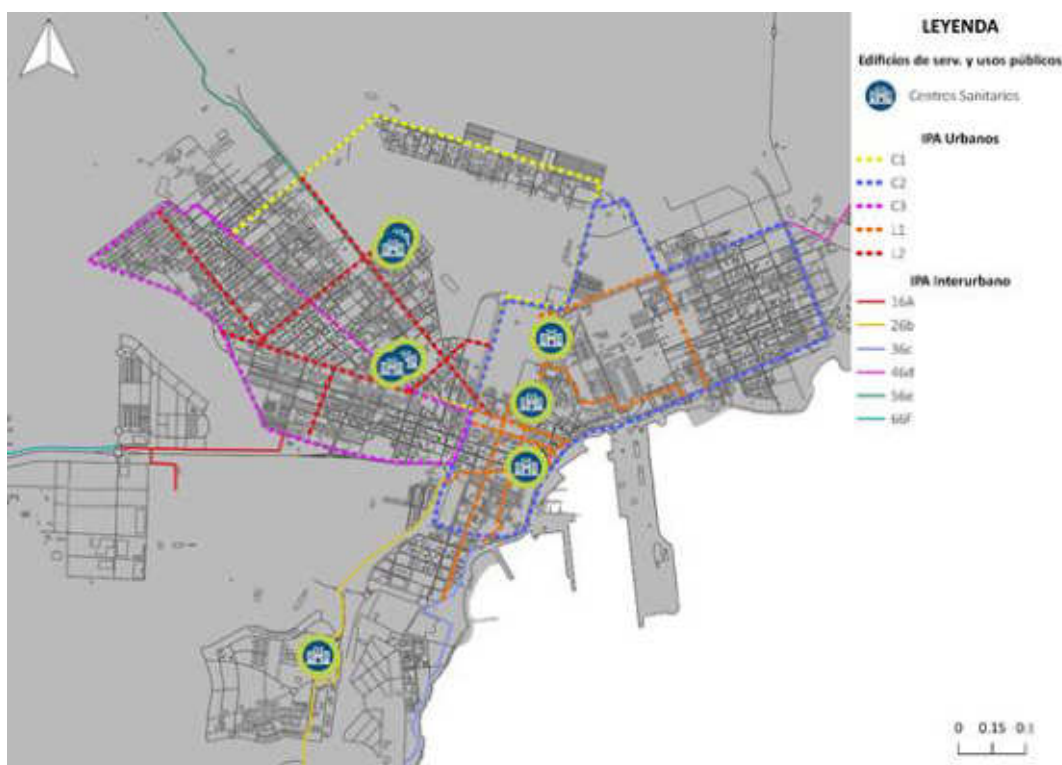 LEYENDA
Edificios de serv. y usos públicos
Centros Sanitarios
IPA Urbanos
C1
C2
C3
L1
L2
IPA Interurbano
16A
26b
36c
46d
56e
66F
0 0.15